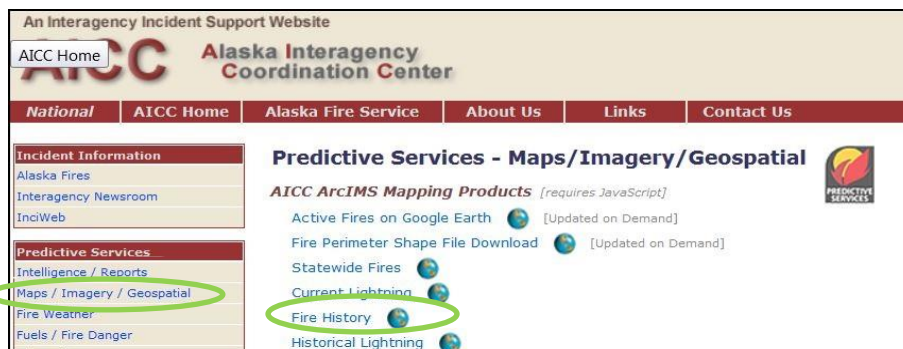 An Interagency Incident Support Website
AICC Home
AICC
Alaska Interagency
Coordination Center
National AICC Home Alaska Fire Service About Us Links Contact Us
Incident Information
Alaska Fires
Interagency Newsroom
InciWeb
Predictive Services
Intelligence / Reports
Maps / Imagery / Geospatial
Fire Weather
Fuels / Fire Danger
Predictive Services - Maps/Imagery/Geospatial
PREDICTIVE
SERVICES
AICC ArcIMS Mapping Products [requires JavaScript]
Active Fires on Google Earth [Updated on Demand]
Fire Perimeter Shape File Download [Updated on Demand]
Statewide Fires
Current Lightning
Fire History
Historical Lightning